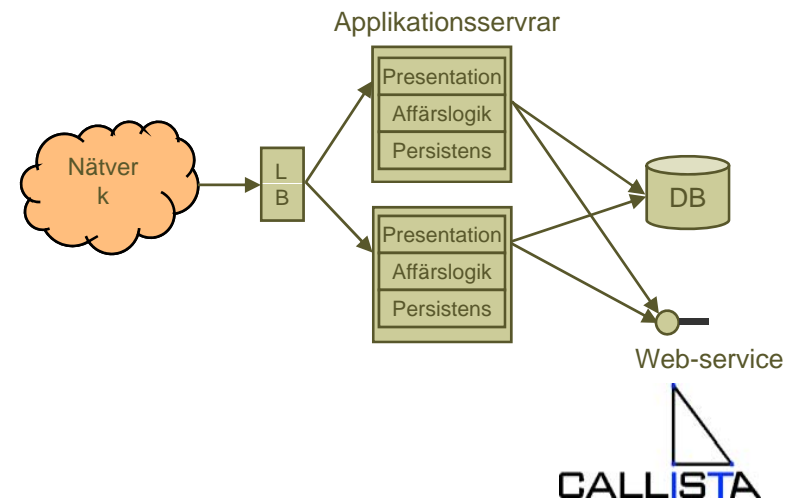 Applikationsservrar
Presentation
Affärslogik
Persistens
Nätver
k
L
B
DB
Presentation
Affärslogik
Persistens
Web-service
CALLISTA